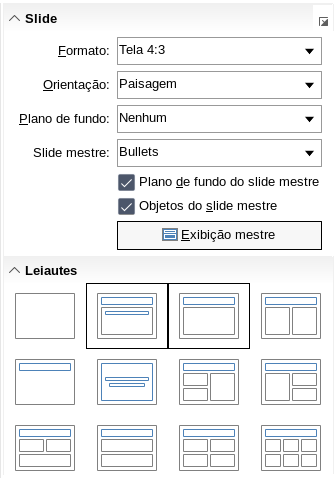 Slide
Formato: Tela 4:3
Orientação: Paisagem
Plano de fundo: Nenhum
Slide mestre: Bullets
Plano de fundo do slide mestre
Objetos do slide mestre
Exibição mestre
Leiautes